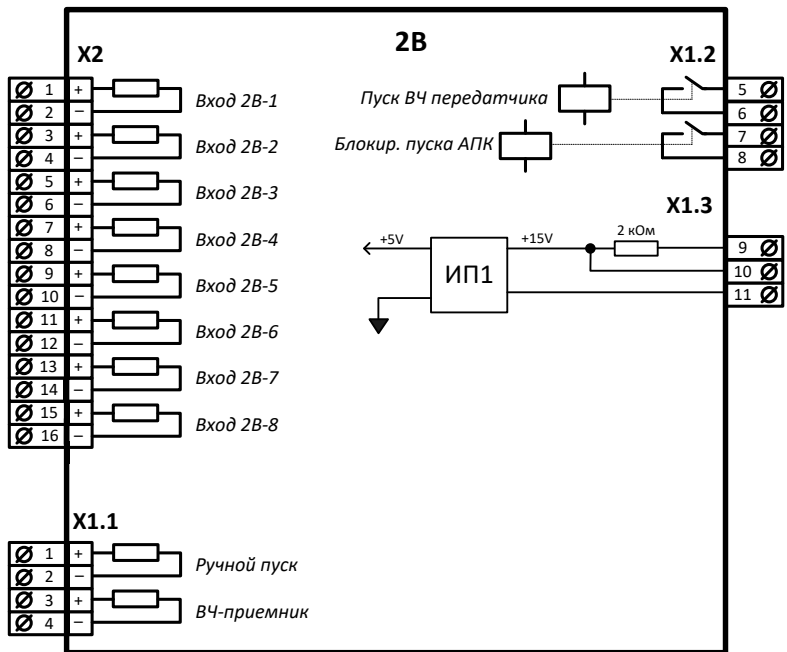 2В
X2
1 +
2 –
Вход 2В-1
3 +
4 –
Вход 2В-2
5 +
6 –
Вход 2В-3
7 +
8 –
Вход 2В-4
9 +
10 –
Вход 2В-5
11 +
12 –
Вход 2В-6
13 +
14 –
Вход 2В-7
15 +
16 –
Вход 2В-8
X1.1
1 +
2 –
Ручной пуск
3 +
4 –
ВЧ-приемник
X1.2
Пуск ВЧ передатчика
5
6
Блокир. пуска АПК
7
8
X1.3
+5V
ИП1
+15V
2 кОм
9
10
11